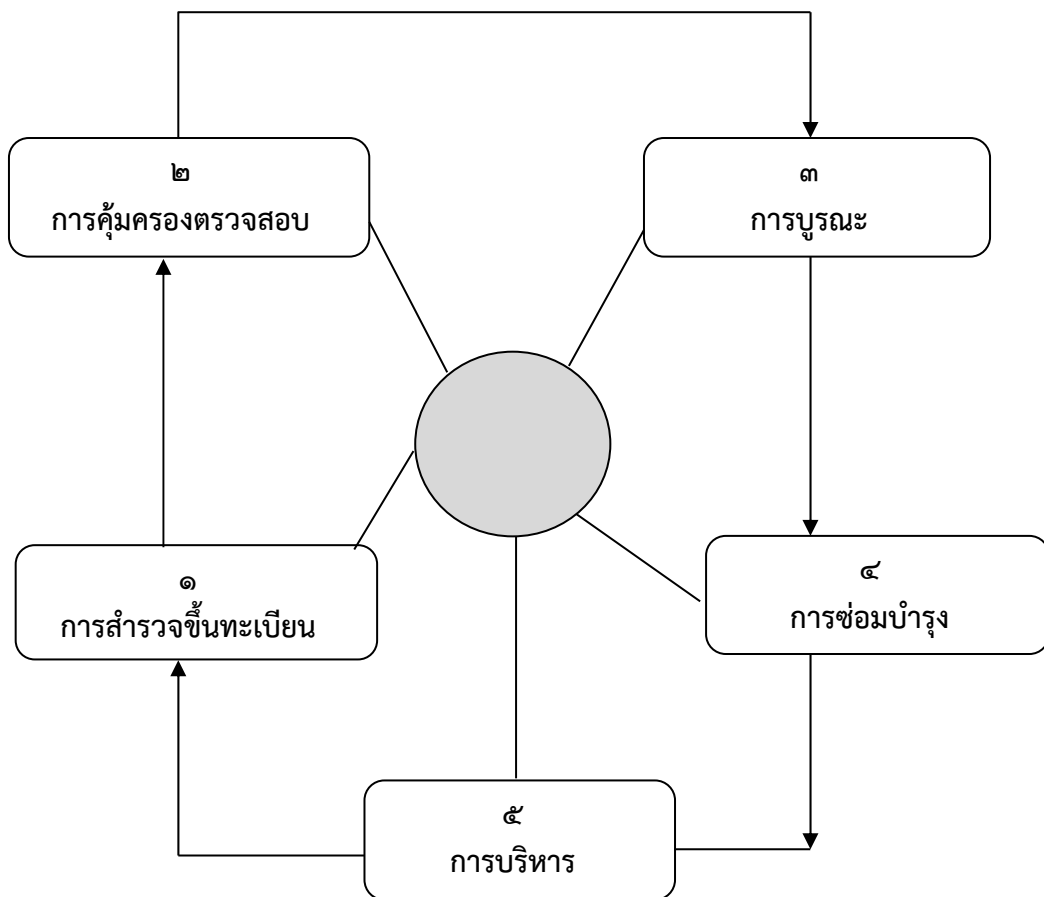 ๒
การคุ้มครองตรวจสอบ
๓
การบูรณะ
๑
การสำรวจขึ้นทะเบียน
๔
การซ่อมบำรุง
๕
การบริหาร